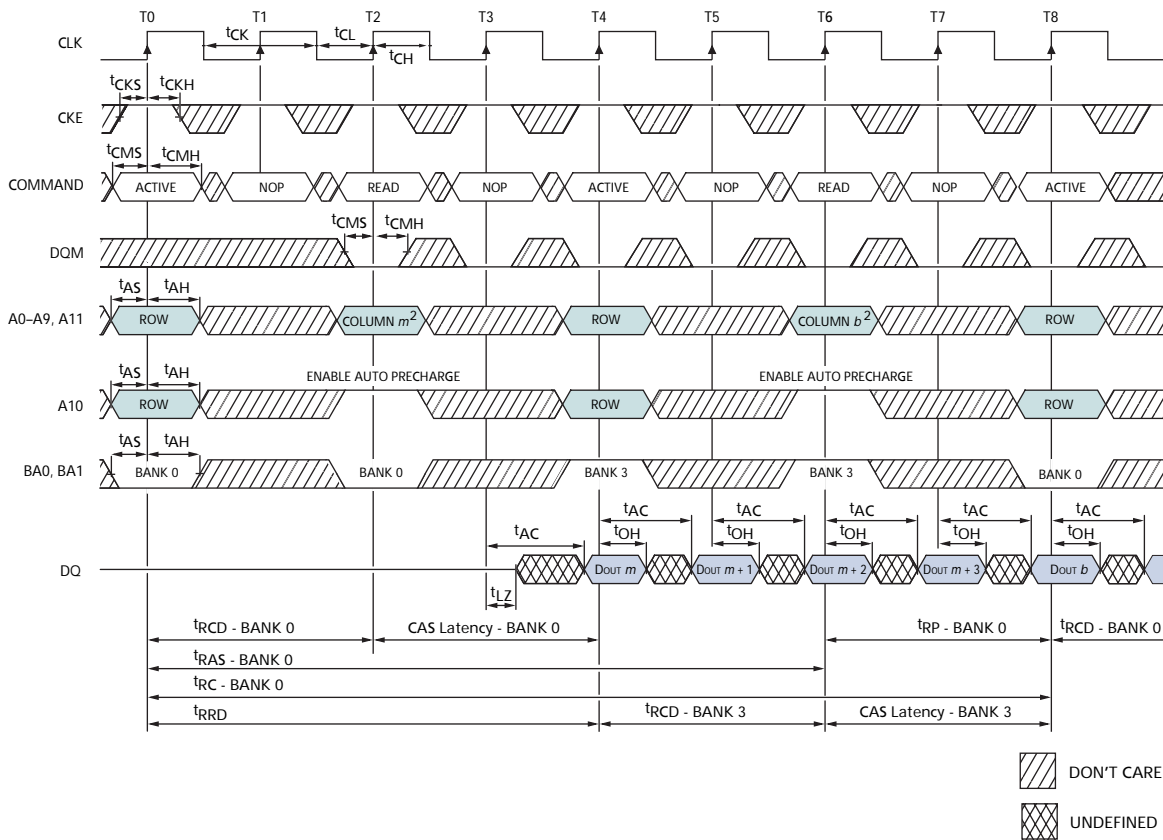 T0 T1 T2 T3 T4 T5 T6 T7 T8
CLK
tCK tCL
tCH
tCKS tCKH
CKE
tCMS tCMH
COMMAND ACTIVE NOP READ NOP ACTIVE NOP READ NOP ACTIVE
tCMS tCMH
DQM
tAS tAH
A0–A9, A11 ROW COLUMN m2 ROW COLUMN b2 ROW
tAS tAH
ENABLE AUTO PRECHARGE ENABLE AUTO PRECHARGE
A10 ROW ROW ROW
tAS tAH
BA0, BA1 BANK 0 BANK 0 BANK 3 BANK 3 BANK 0
tAC tAC tAC tAC tAC
tAC tOH tOH tOH tOH tOH
DQ DOUT m DOUT m + 1 DOUT m + 2 DOUT m + 3 DOUT b
tLZ
tRCD - BANK 0 CAS Latency - BANK 0 tRP - BANK 0 tRCD - BANK 0
tRAS - BANK 0
tRC - BANK 0
tRRD tRCD - BANK 3 CAS Latency - BANK 3
DON'T CARE
UNDEFINED